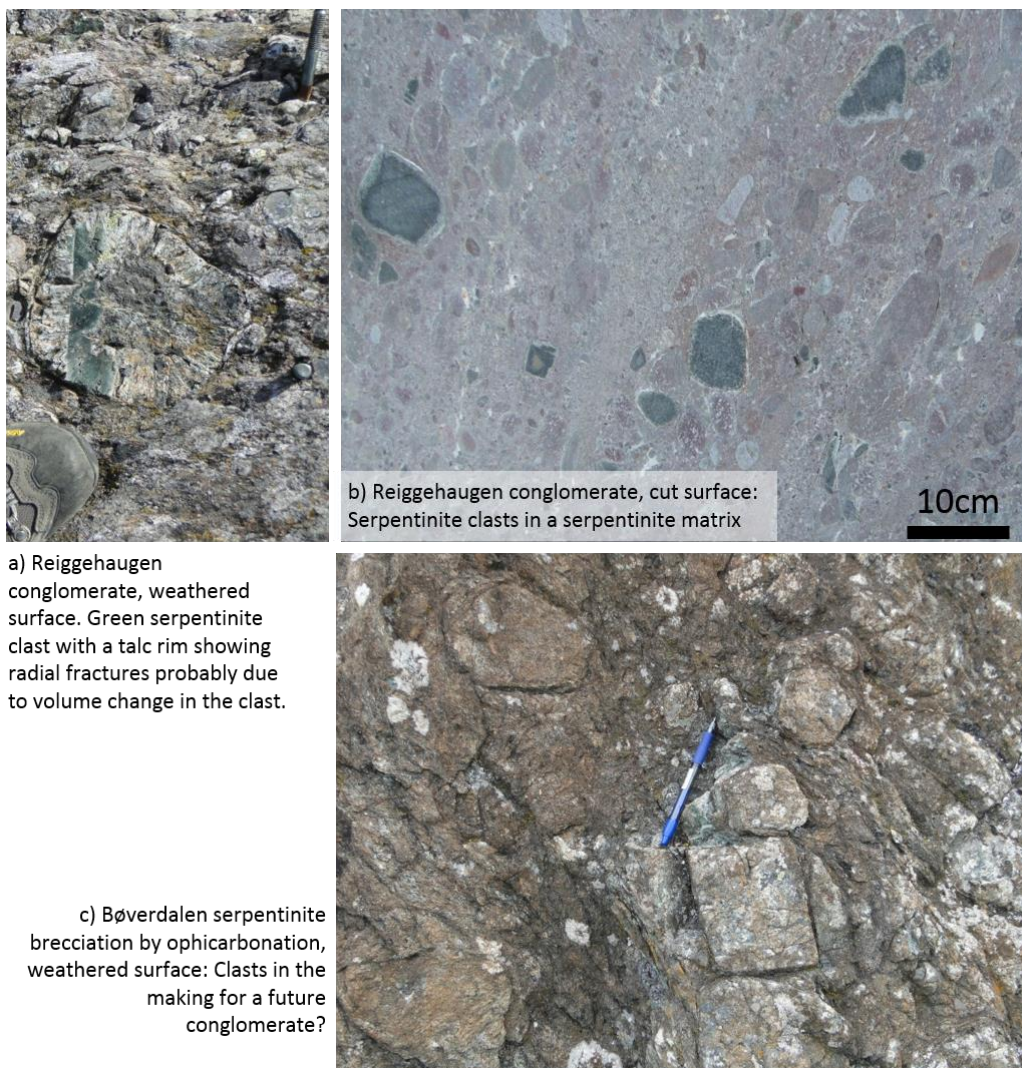 b) Reiggehaugen conglomerate, cut surface:
Serpentinite clasts in a serpentinite matrix
10cm
a) Reiggehaugen
conglomerate, weathered
surface. Green serpentinite
clast with a talc rim showing
radial fractures probably due
to volume change in the clast.
c) Bøverdalen serpentinite
brecciation by ophicarbonation,
weathered surface: Clasts in the
making for a future
conglomerate?